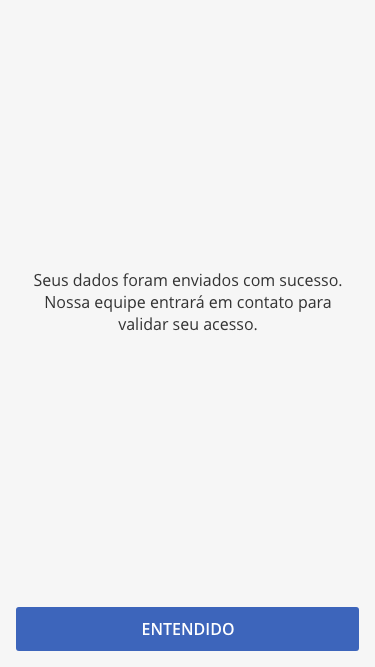 Seus dados foram enviados com sucesso.
Nossa equipe entrará em contato para
validar seu acesso.
ENTENDIDO